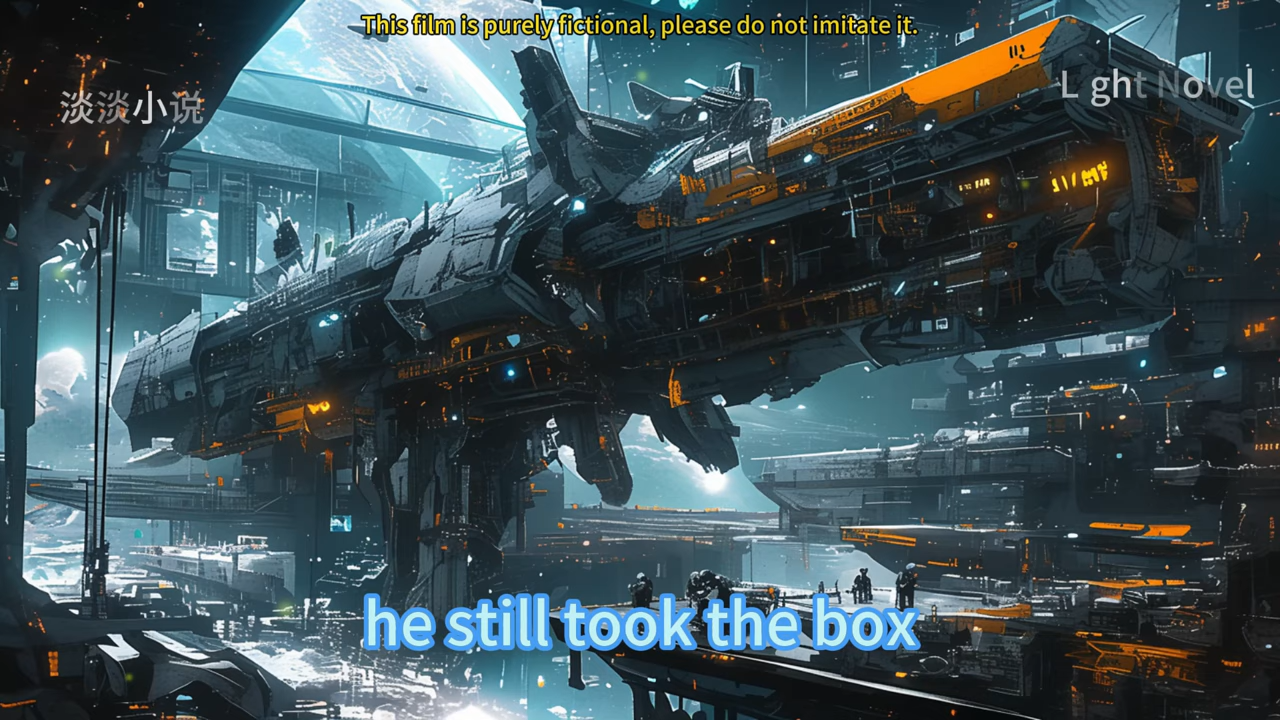 This film is purely fictional, please do not imitate it.
淡淡小说
L ght Novel
he still took the box